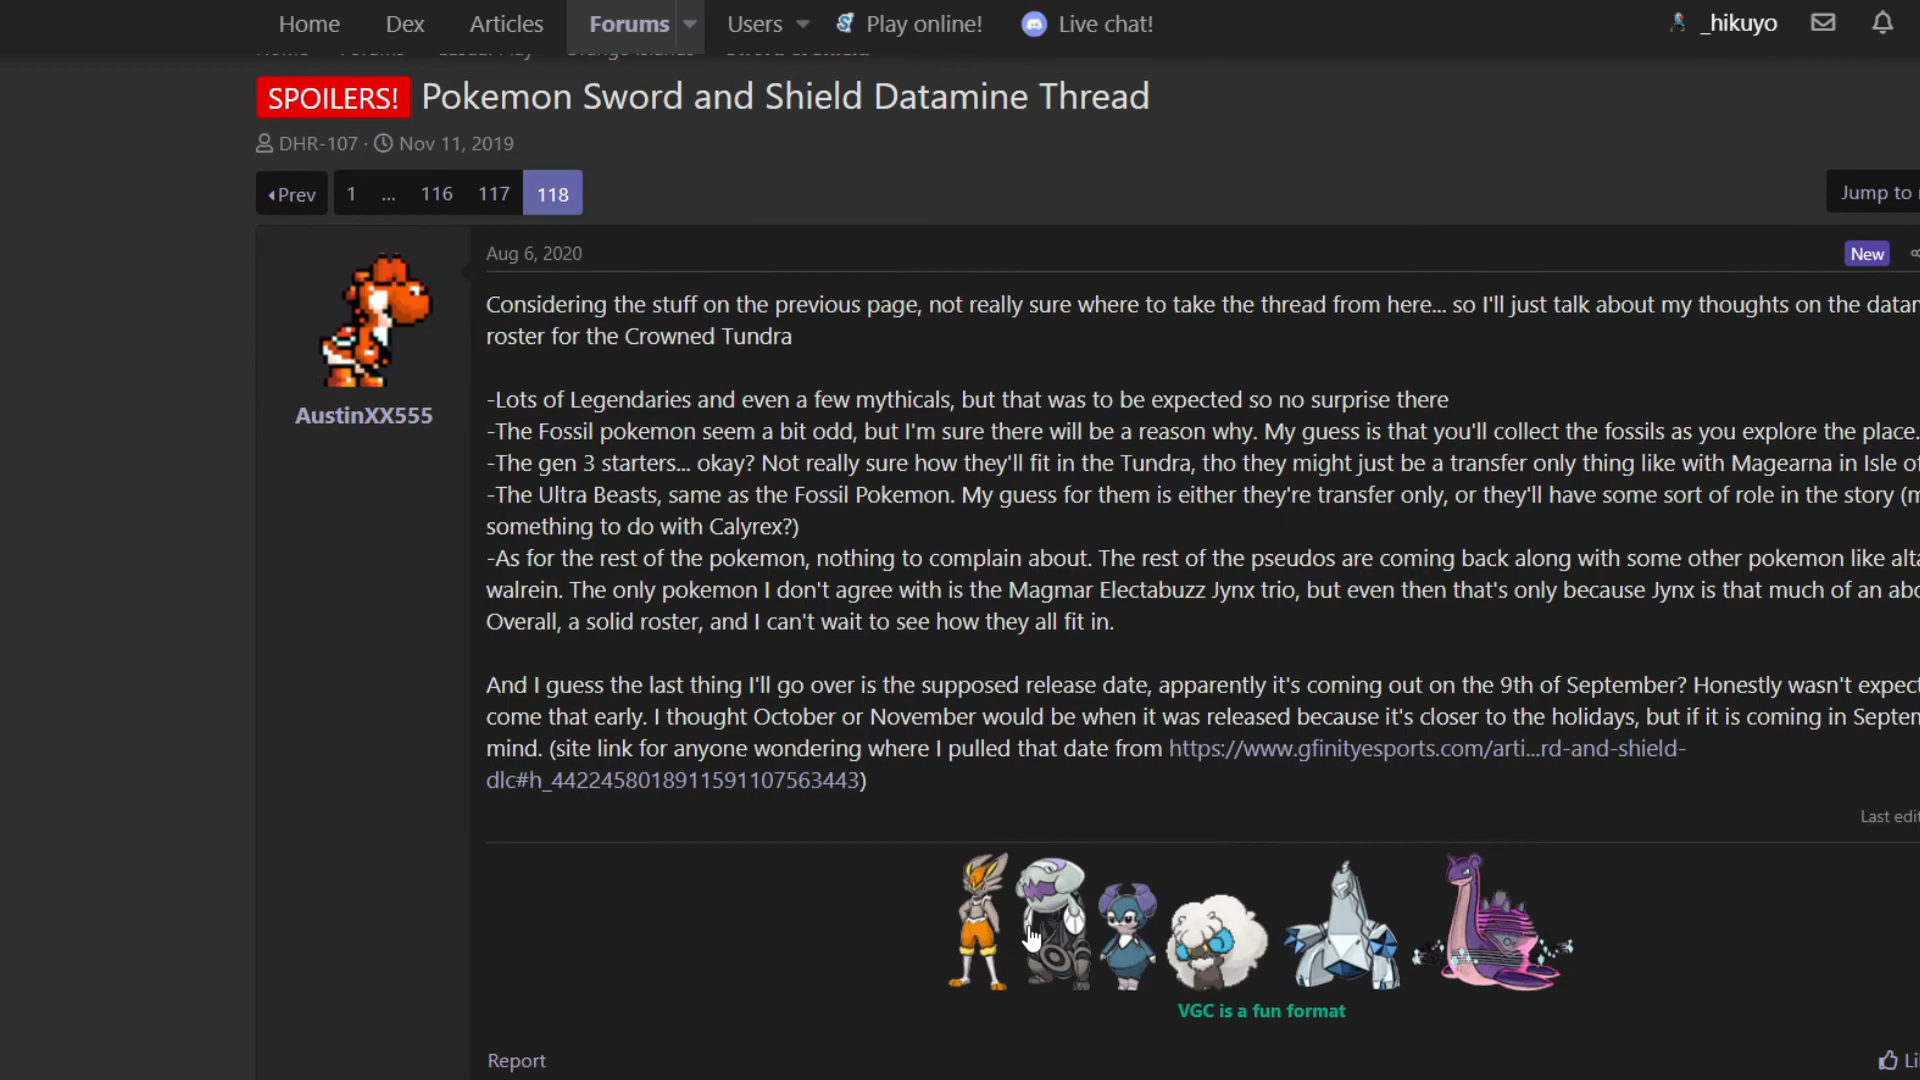 Home Dex Articles Forums Users Play online! Live chat! _hikuyo
SPOILERS! Pokemon Sword and Shield Datamine Thread
DHR-107 · Nov 11, 2019
Prev 1 ... 116 117 118 Jump to
Aug 6, 2020 New
AustinXX555
Considering the stuff on the previous page, not really sure where to take the thread from here... so I'll just talk about my thoughts on the
roster for the Crowned Tundra
-Lots of Legendaries and even a few mythicals, but that was to be expected so no surprise there
-The Fossil pokemon seem a bit odd, but I'm sure there will be a reason why. My guess is that you'll collect the fossils as you explore the place.
-The gen 3 starters... okay? Not really sure how they'll fit in the Tundra, tho they might just be a transfer only thing like with Magearna in Isle
-The Ultra Beasts, same as the Fossil Pokemon. My guess for them is either they're transfer only, or they'll have some sort of role in the story
something to do with Calyrex?)
-As for the rest of the pokemon, nothing to complain about. The rest of the pseudos are coming back along with some other pokemon like
walrein. The only pokemon I don't agree with is the Magmar Electabuzz Jynx trio, but even then that's only because Jynx is that much of an
Overall, a solid roster, and I can't wait to see how they all fit in.
And I guess the last thing I'll go over is the supposed release date, apparently it's coming out on the 9th of September? Honestly wasn't
come that early. I thought October or November would be when it was released because it's closer to the holidays, but if it is coming in
mind. (site link for anyone wondering where I pulled that date from https://www.gfinityesports.com/arti...rd-and-shield-
dlc#h_4422458018911591107563443)
Last
VGC is a fun format
Report